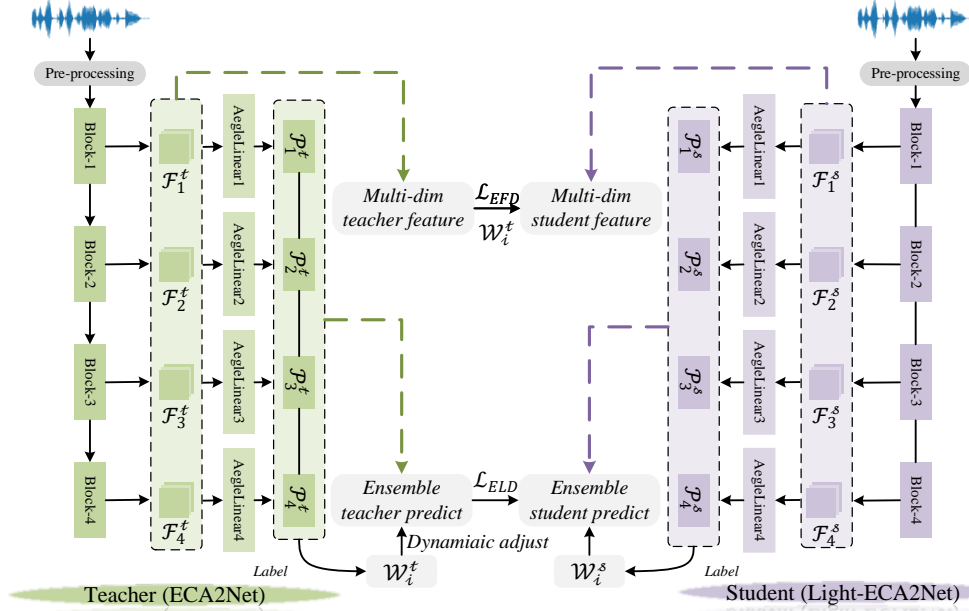 Pre-processing
Block-1
Block-2
Block-3
Block-4
ℱ₁ᵗ
ℱ₂ᵗ
ℱ₃ᵗ
ℱ₄ᵗ
AegleLinear1
AegleLinear2
AegleLinear3
AegleLinear4
𝒫₁ᵗ
𝒫₂ᵗ
𝒫₃ᵗ
𝒫₄ᵗ
Multi-dim
teacher feature
ℒ_EFD
𝒲ᵢᵗ
Multi-dim
student feature
Ensemble
teacher predict
ℒ_ELD
Ensemble
student predict
Dynamiaic adjust
Label
𝒲ᵢᵗ
𝒲ᵢˢ
Label
𝒫₁ˢ
𝒫₂ˢ
𝒫₃ˢ
𝒫₄ˢ
AegleLinear1
AegleLinear2
AegleLinear3
AegleLinear4
ℱ₁ˢ
ℱ₂ˢ
ℱ₃ˢ
ℱ₄ˢ
Pre-processing
Block-1
Block-2
Block-3
Block-4
Teacher (ECA2Net)
Student (Light-ECA2Net)